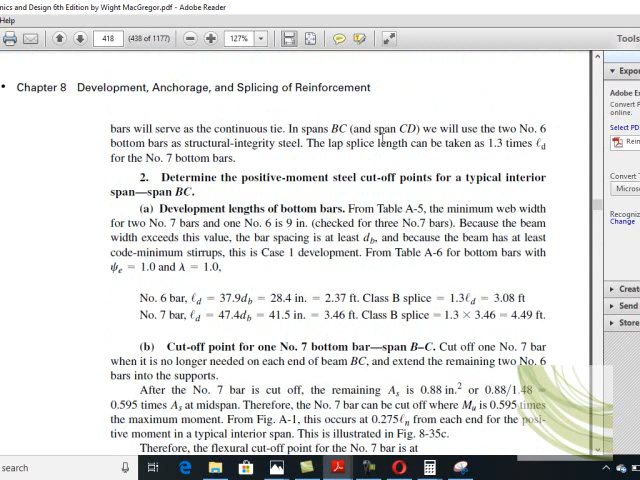 nics and Design 6th Edition by Wight MacGregor.pdf - Adobe Reader
Help
418 (438 of 1177) 127% Tools
Chapter 8 Development, Anchorage, and Splicing of Reinforcement
bars will serve as the continuous tie. In spans BC (and span CD) we will use the two No. 6
bottom bars as structural-integrity steel. The lap splice length can be taken as 1.3 times ℓd
for the No. 7 bottom bars.
2. Determine the positive-moment steel cut-off points for a typical interior
span—span BC.
(a) Development lengths of bottom bars. From Table A-5, the minimum web width
for two No. 7 bars and one No. 6 is 9 in. (checked for three No.7 bars). Because the beam
width exceeds this value, the bar spacing is at least db, and because the beam has at least
code-minimum stirrups, this is Case 1 development. From Table A-6 for bottom bars with
ψe = 1.0 and λ = 1.0,
No. 6 bar, ℓd = 37.9db = 28.4 in. = 2.37 ft. Class B splice = 1.3ℓd = 3.08 ft
No. 7 bar, ℓd = 47.4db = 41.5 in. = 3.46 ft. Class B splice = 1.3 × 3.46 = 4.49 ft.
(b) Cut-off point for one No. 7 bottom bar—span B–C. Cut off one No. 7 bar
when it is no longer needed on each end of beam BC, and extend the remaining two No. 6
bars into the supports.
After the No. 7 bar is cut off, the remaining As is 0.88 in.² or 0.88/1.48 =
0.595 times As at midspan. Therefore, the No. 7 bar can be cut off where Mu is 0.595 times
the maximum moment. From Fig. A-1, this occurs at 0.275ℓn from each end for the posi-
tive moment in a typical interior span. This is illustrated in Fig. 8-35c.
Therefore, the flexural cut-off point for the No. 7 bar is at
Expor
Adobe Ex
Select PD
Rein
Convert T
Microso
Recogniz
Change
Create
Edit
Store
search